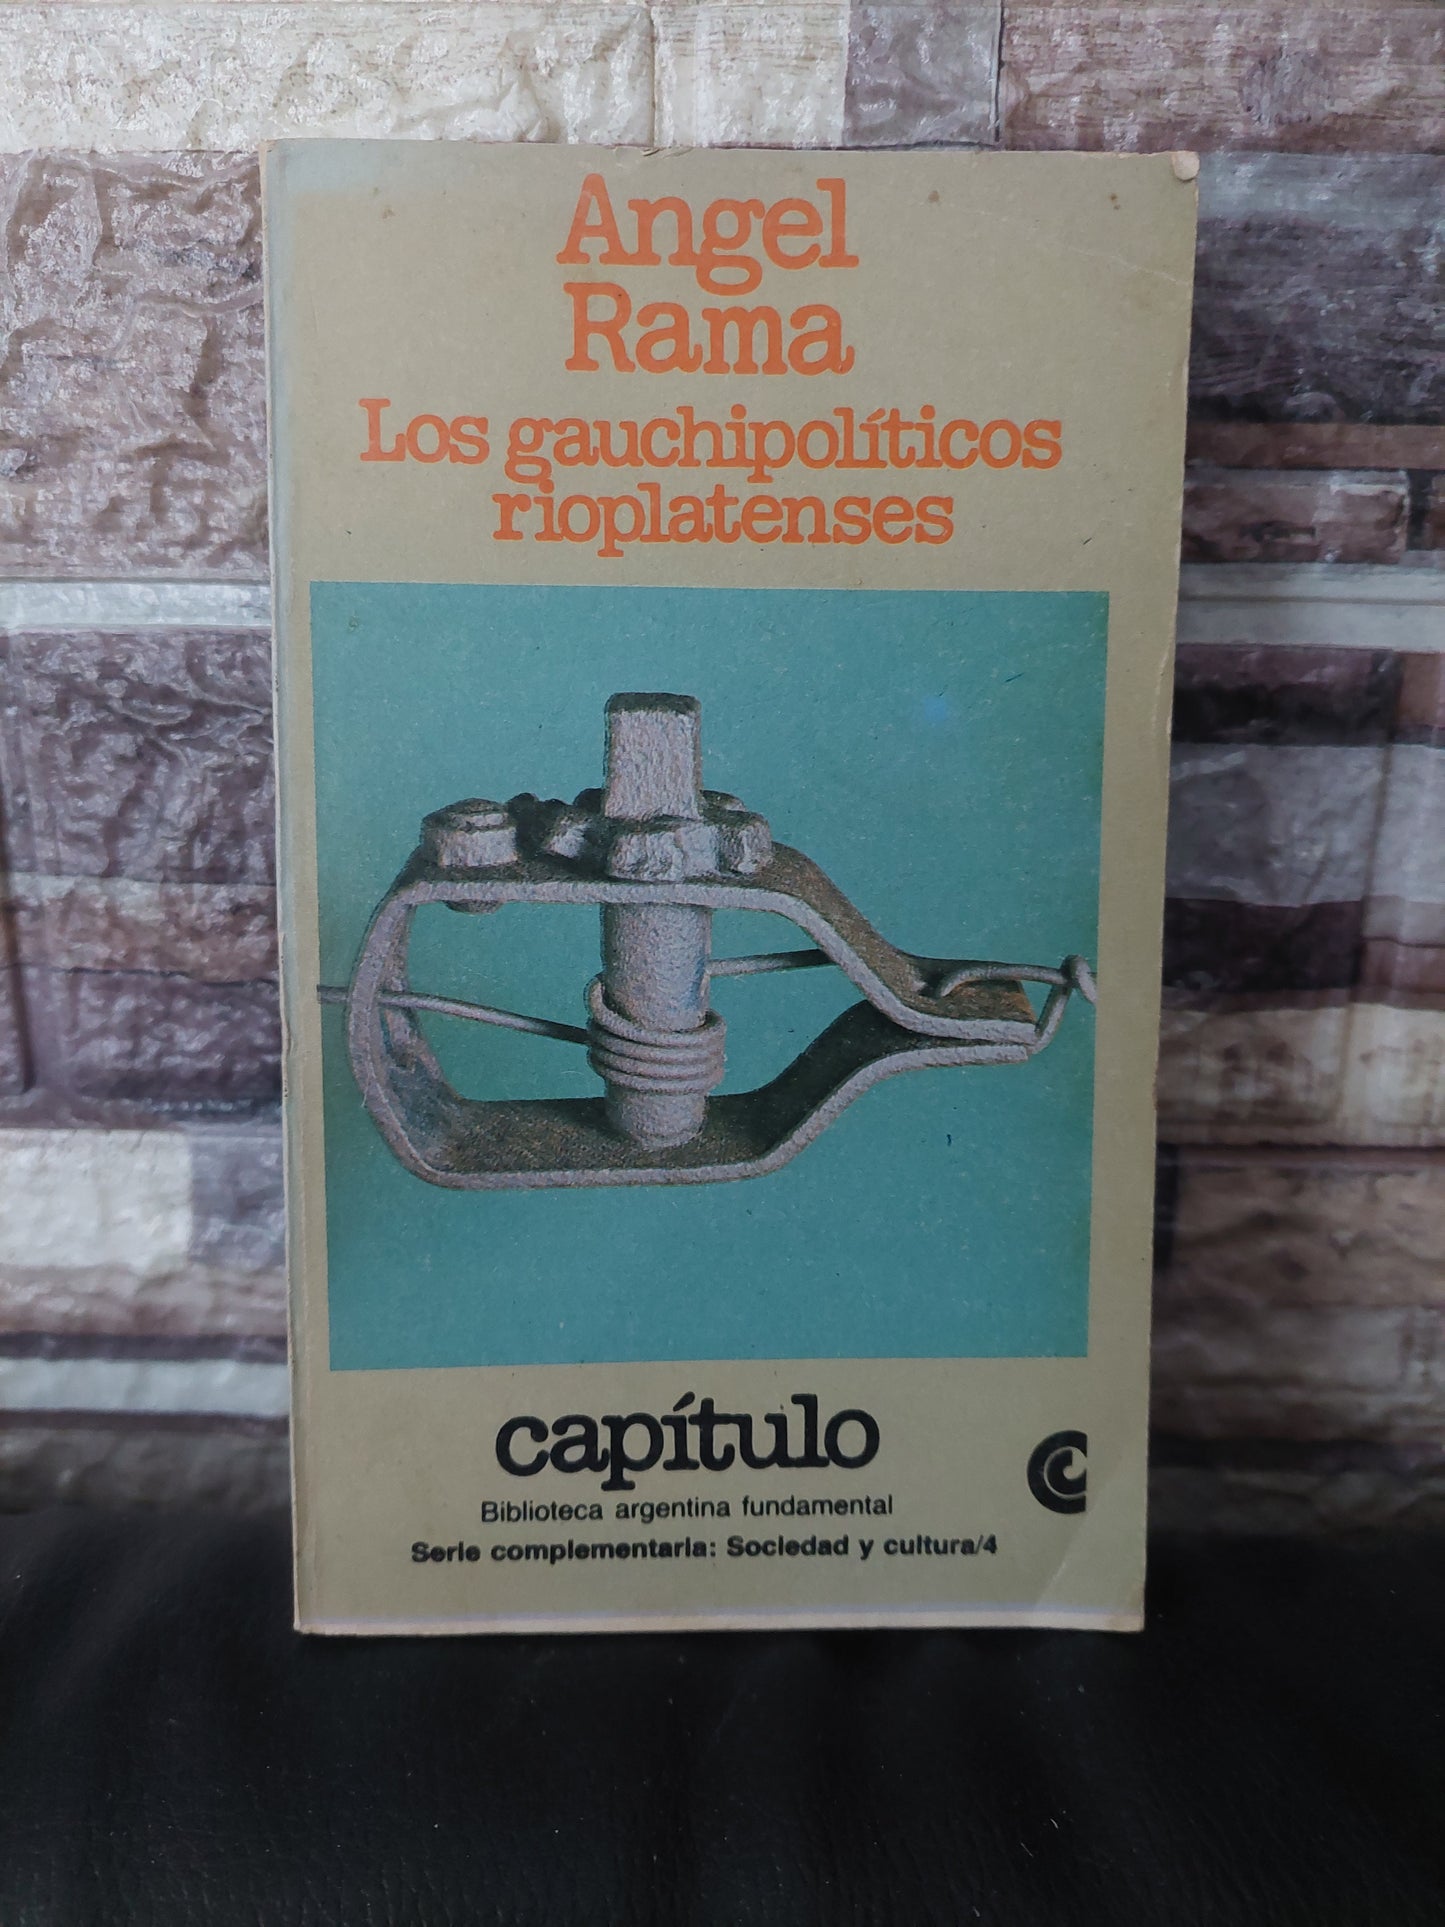 Angel
Rama
Los gauchipolíticos
rioplatenses
capítulo
Biblioteca argentina fundamental
Serie complementaria: Sociedad y cultura/4